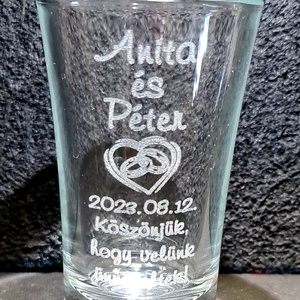 Anita
és
Péter
2023.08.12.
Köszönjük,
hogy velünk